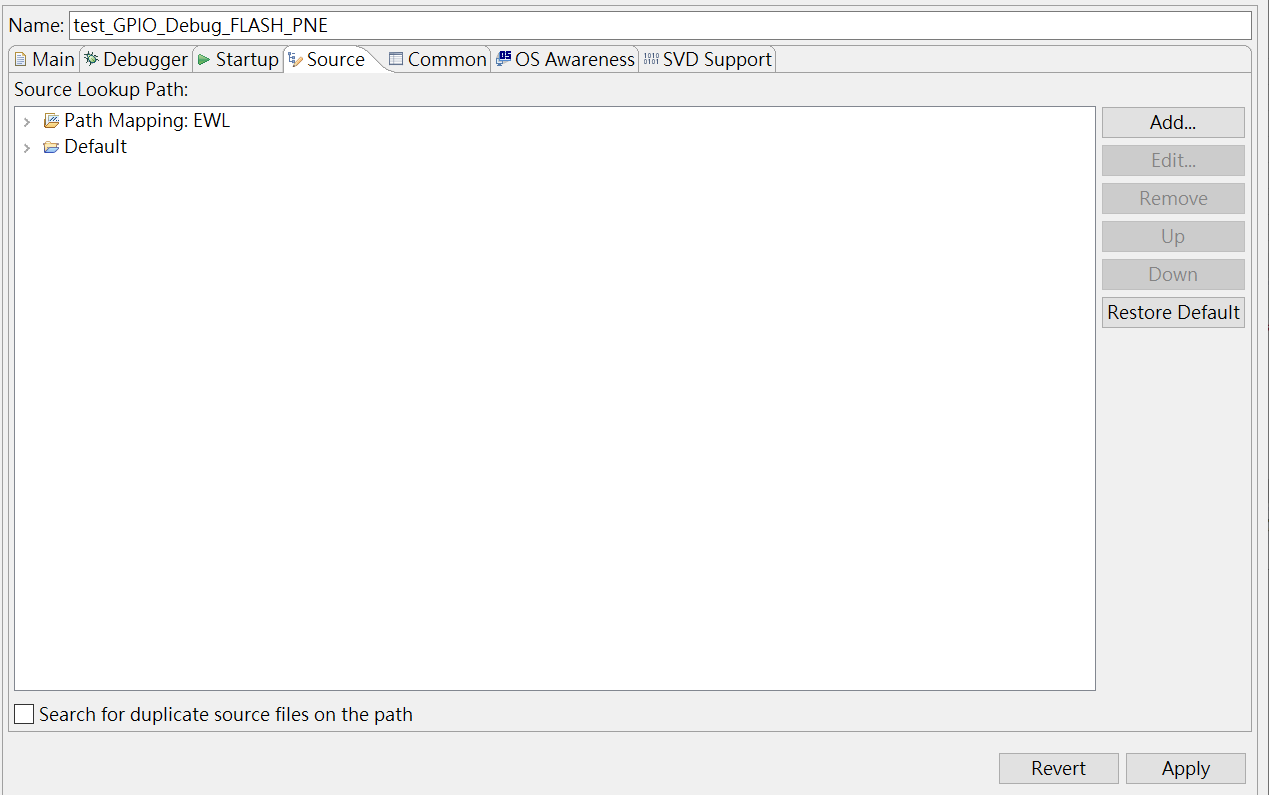 Name: test_GPIO_Debug_FLASH_PNE
Main Debugger Startup Source Common OS Awareness SVD Support
Source Lookup Path:
Path Mapping: EWL
Default
Add...
Edit...
Remove
Up
Down
Restore Default
Search for duplicate source files on the path
Revert Apply